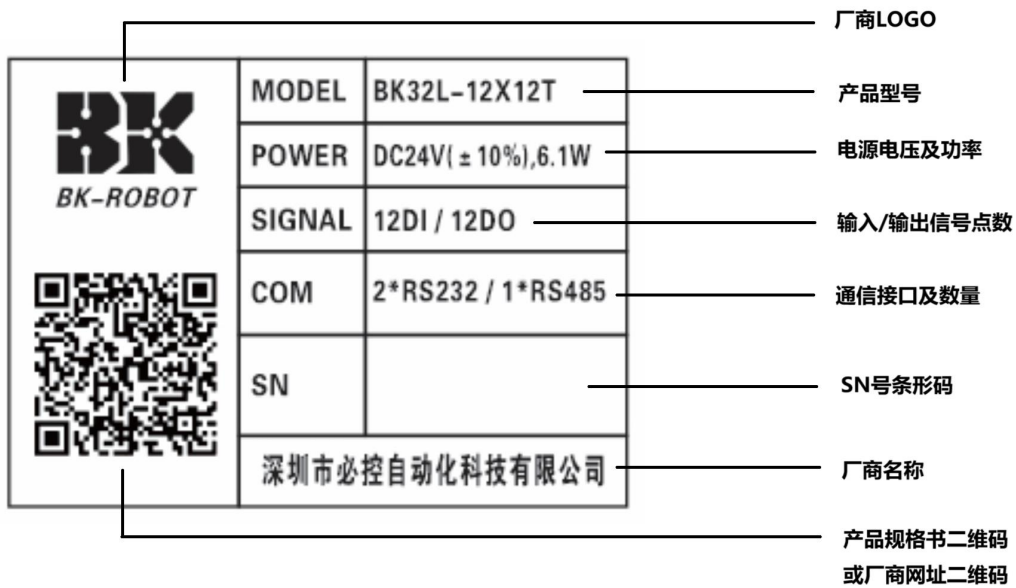 厂商LOGO
BK
BK-ROBOT
MODEL BK32L-12X12T
产品型号
POWER DC24V(±10%),6.1W
电源电压及功率
SIGNAL 12DI / 12DO
输入/输出信号点数
COM 2*RS232 / 1*RS485
通信接口及数量
SN
SN号条形码
深圳市必控自动化科技有限公司
厂商名称
产品规格书二维码
或厂商网址二维码